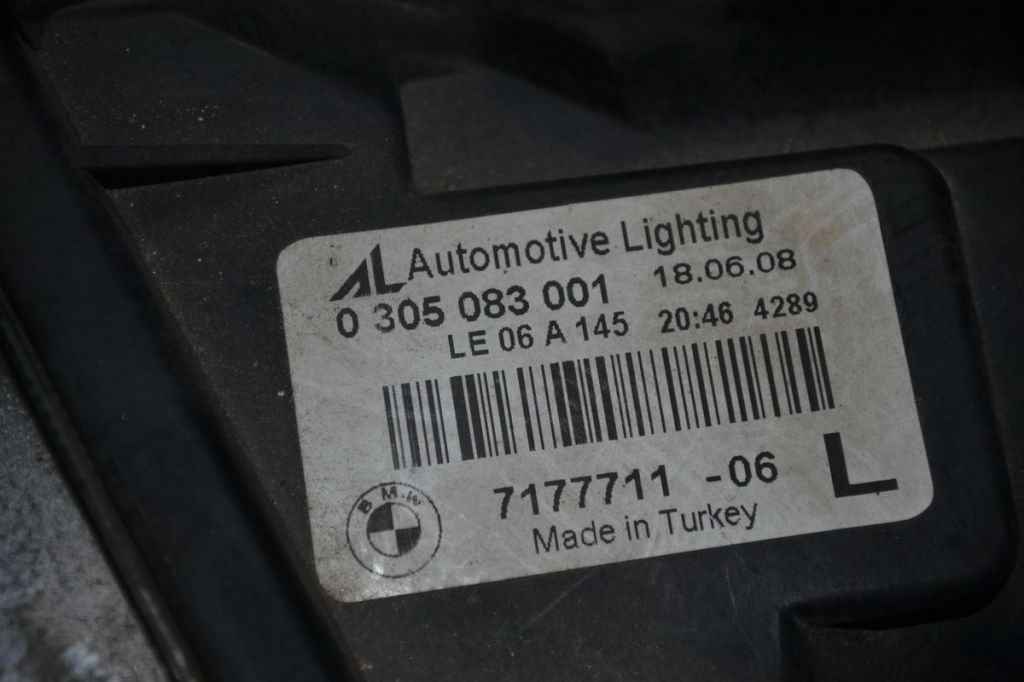 AL Automotive Lighting
0 305 083 001 18.06.08
LE 06 A 145 20:46 4289
7177711 -06 L
BMW
Made in Turkey